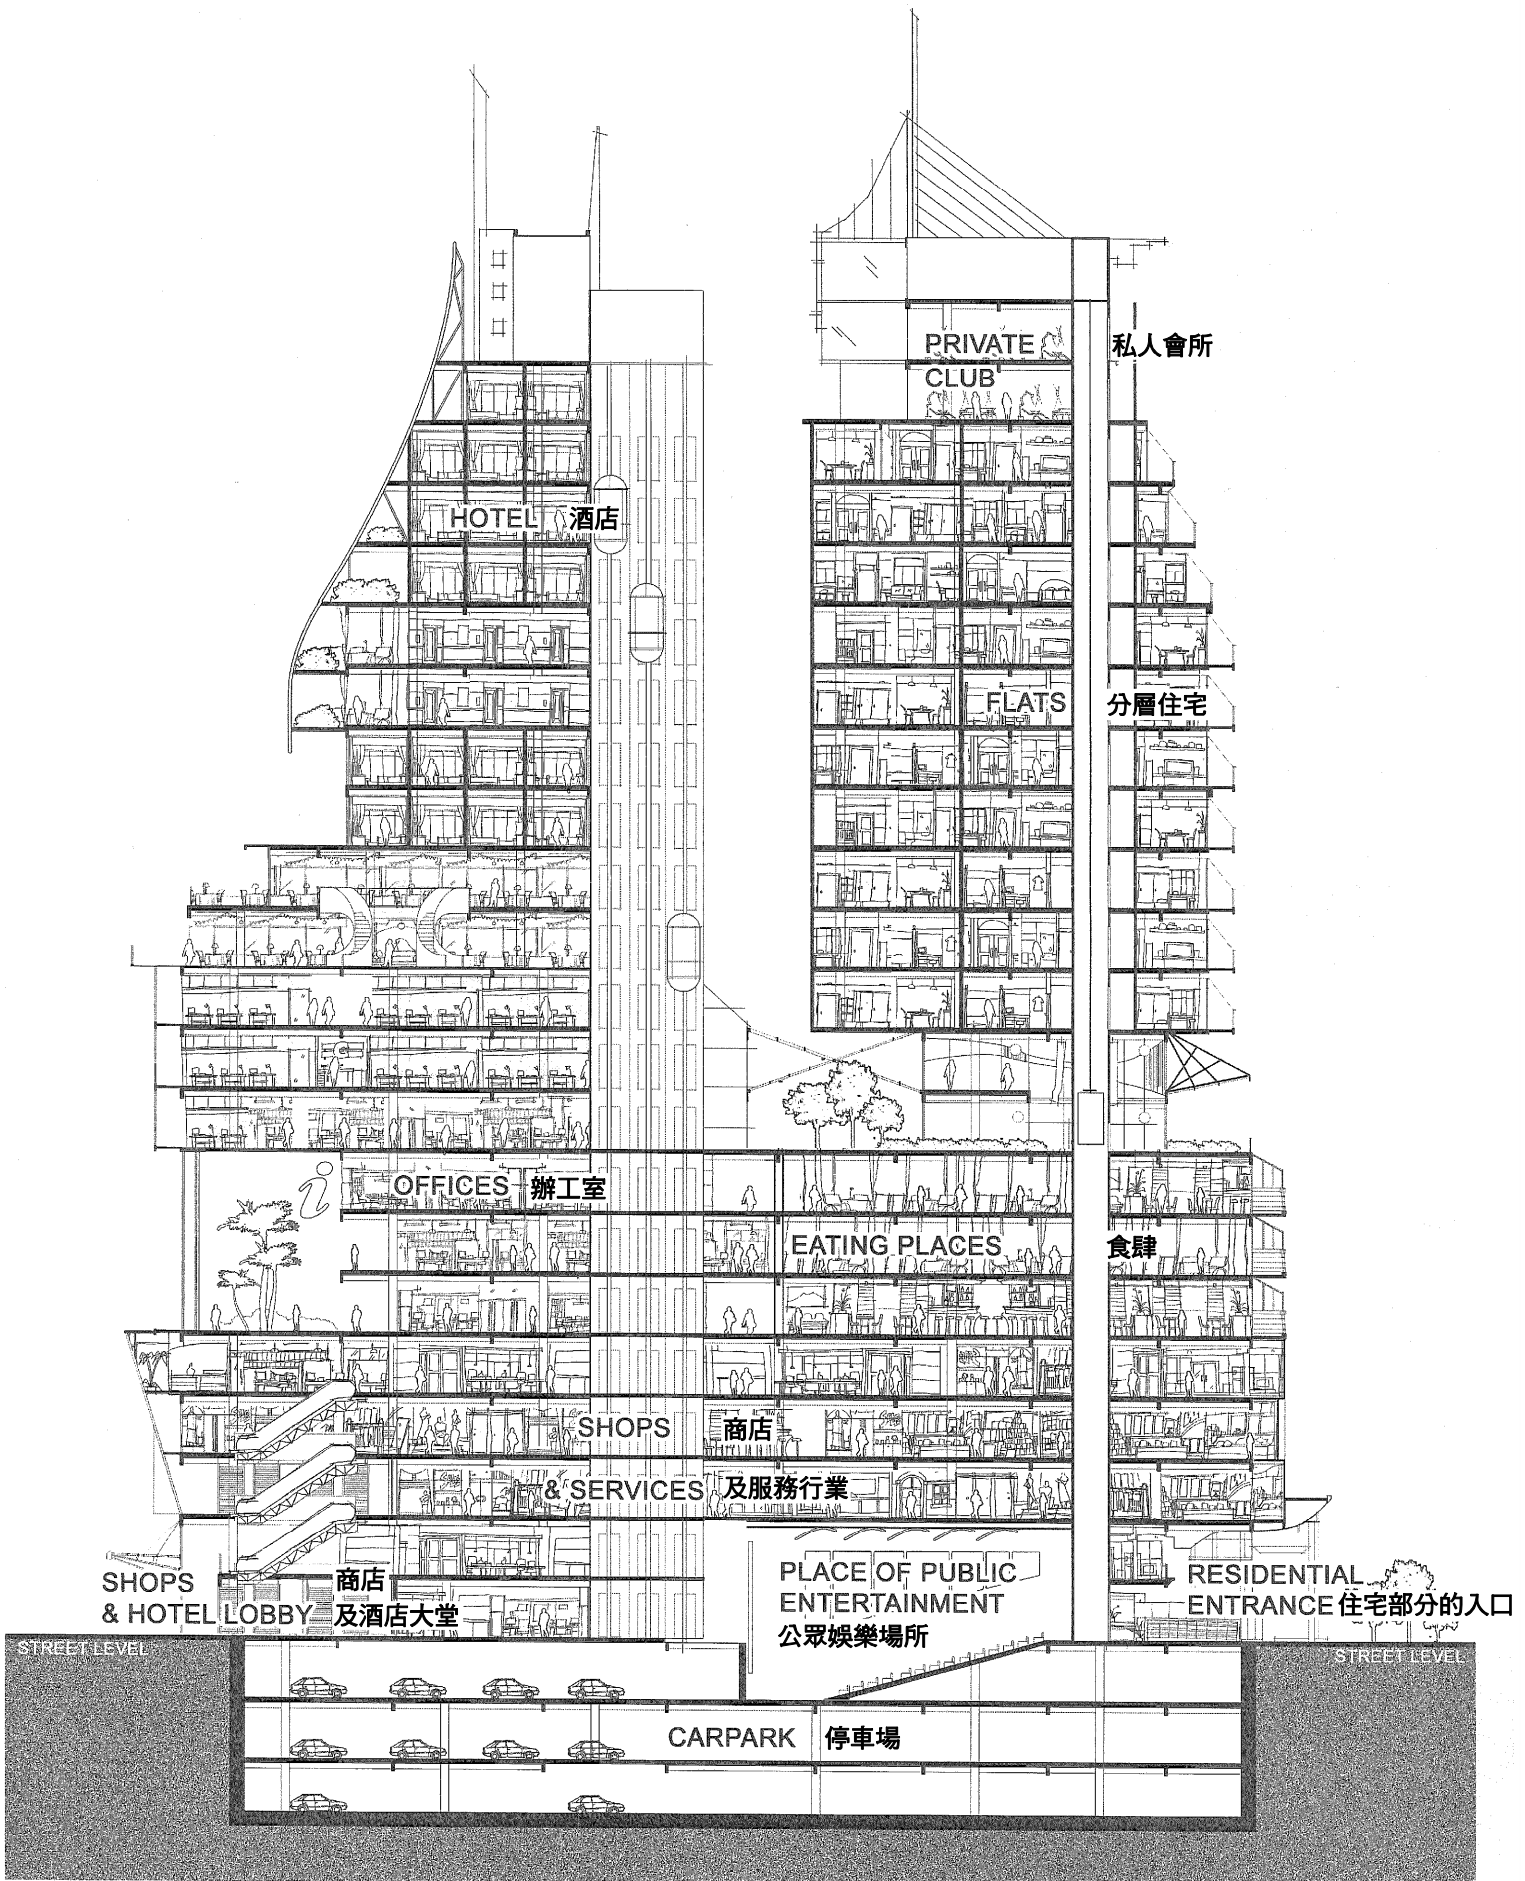 PRIVATE 私人會所
CLUB
HOTEL 酒店
FLATS 分層住宅
i
OFFICES 辦工室
EATING PLACES 食肆
SHOPS 商店
& SERVICES 及服務行業
SHOPS 商店
& HOTEL LOBBY 及酒店大堂
PLACE OF PUBLIC
ENTERTAINMENT
公眾娛樂場所
RESIDENTIAL
ENTRANCE 住宅部分的入口
STREET LEVEL
STREET LEVEL
CARPARK 停車場